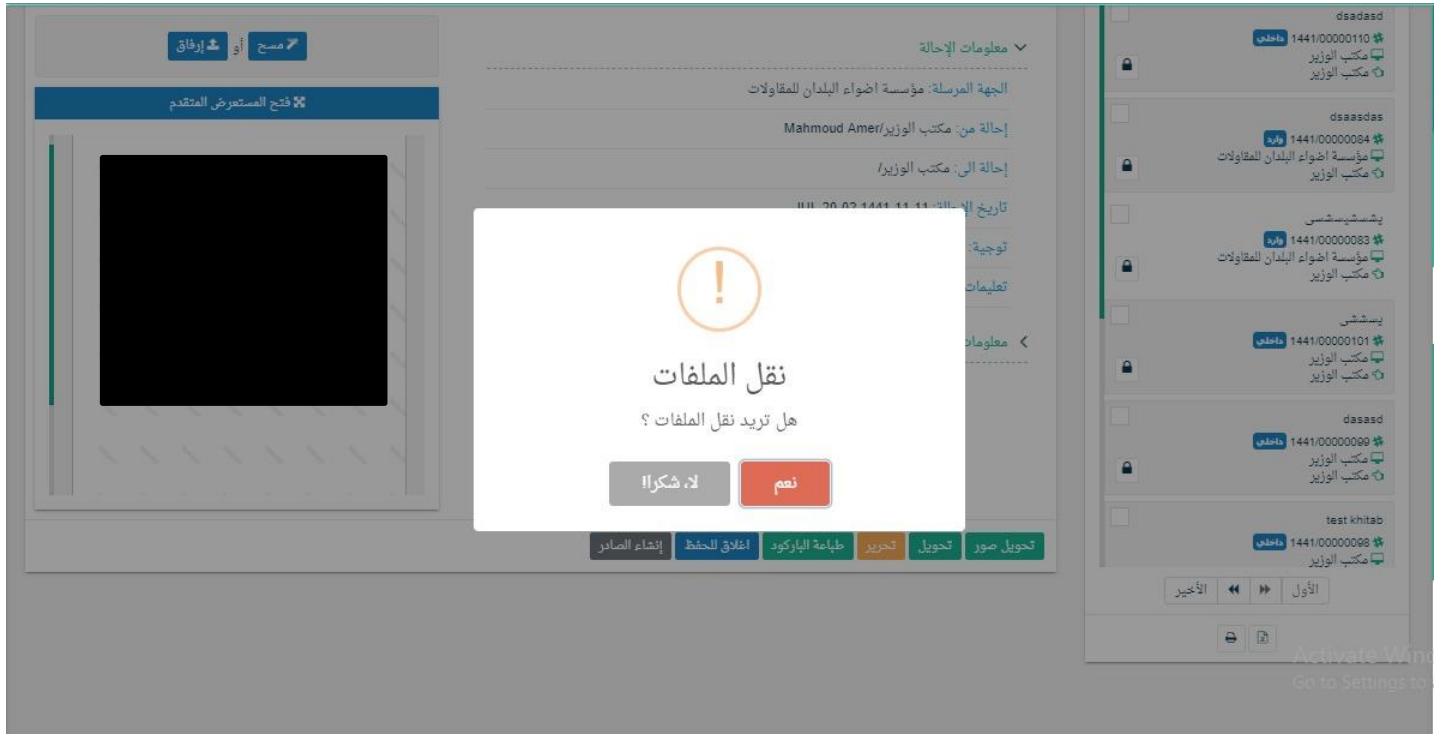 dsadasd
1441/00000110 داخلي
مكتب الوزير
مكتب الوزير
dsaasdas
1441/00000084 وارد
مؤسسة اضواء البلدان للمقاولات
مكتب الوزير
يشسشيسشسى
1441/00000083 وارد
مؤسسة اضواء البلدان للمقاولات
مكتب الوزير
يسششى
1441/00000101 داخلي
مكتب الوزير
مكتب الوزير
dasasd
1441/00000099 داخلي
مكتب الوزير
مكتب الوزير
test khitab
1441/00000098 داخلي
مكتب الوزير
الأول
الأخير
معلومات الإحالة
الجهة المرسلة: مؤسسة اضواء البلدان للمقاولات
إحالة من: مكتب الوزير/Mahmoud Amer
إحالة الى: مكتب الوزير/
توجية:
تعليمات
معلومات
مسح أو إرفاق
فتح المستعرض المتقدم
نقل الملفات
هل تريد نقل الملفات ؟
نعم
لا، شكرا!
تحويل صور
تحويل
تحرير
طباعة الباركود
اغلاق للحفظ
إنشاء الصادر
Activate Wind
Go to Settings to